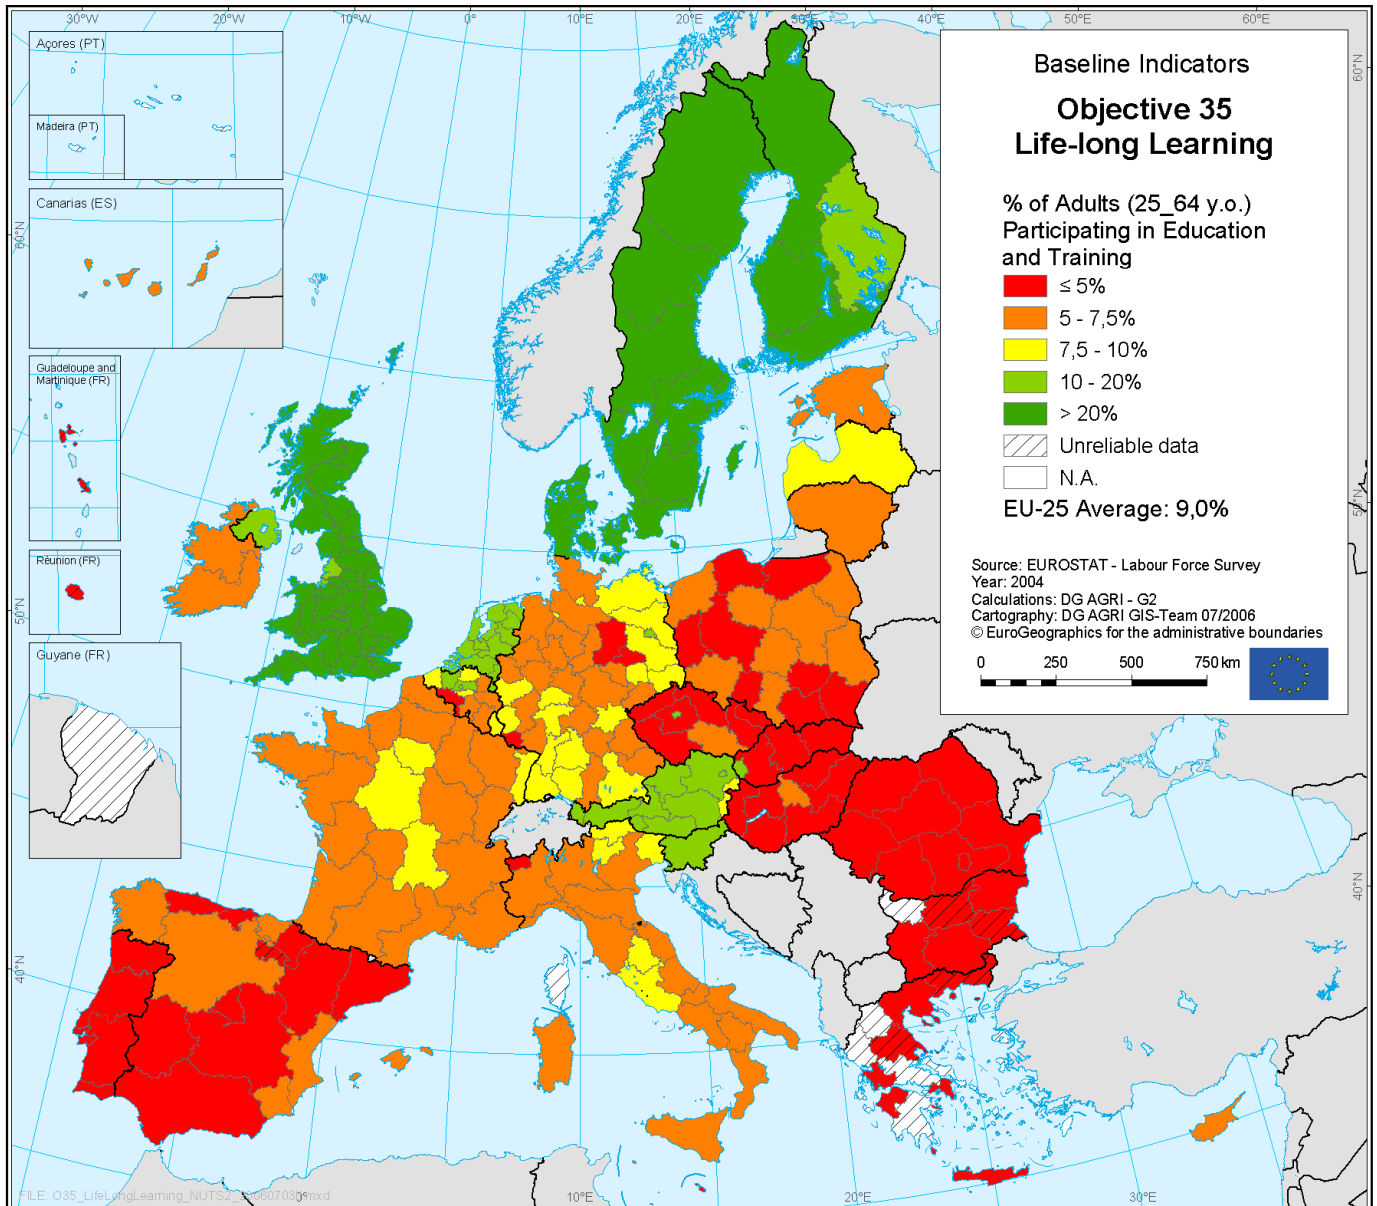 30°W
20°W
10°W
0°
10°E
20°E
30°E
40°E
50°E
60°E
Açores (PT)
Madeira (PT)
Canarias (ES)
Guadeloupe and
Martinique (FR)
Réunion (FR)
Guyane (FR)
60°N
50°N
40°N
Baseline Indicators
Objective 35
Life-long Learning
% of Adults (25_64 y.o.)
Participating in Education
and Training
≤ 5%
5 - 7,5%
7,5 - 10%
10 - 20%
> 20%
Unreliable data
N.A.
EU-25 Average: 9,0%
Source: EUROSTAT - Labour Force Survey
Year: 2004
Calculations: DG AGRI - G2
Cartography: DG AGRI GIS-Team 07/2006
© EuroGeographics for the administrative boundaries
0 250 500 750 km
60°N
50°N
40°N
0°
10°E
20°E
30°E